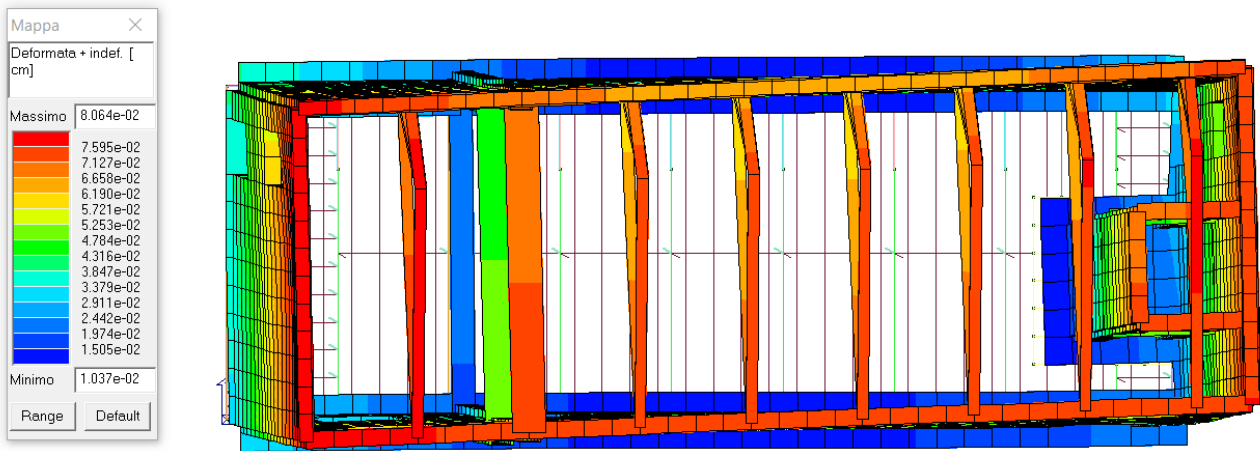 Mappa
Deformata + indef. [
cm]
Massimo 8.064e-02
7.595e-02
7.127e-02
6.658e-02
6.190e-02
5.721e-02
5.253e-02
4.784e-02
4.316e-02
3.847e-02
3.379e-02
2.911e-02
2.442e-02
1.974e-02
1.505e-02
Minimo 1.037e-02
Range Default